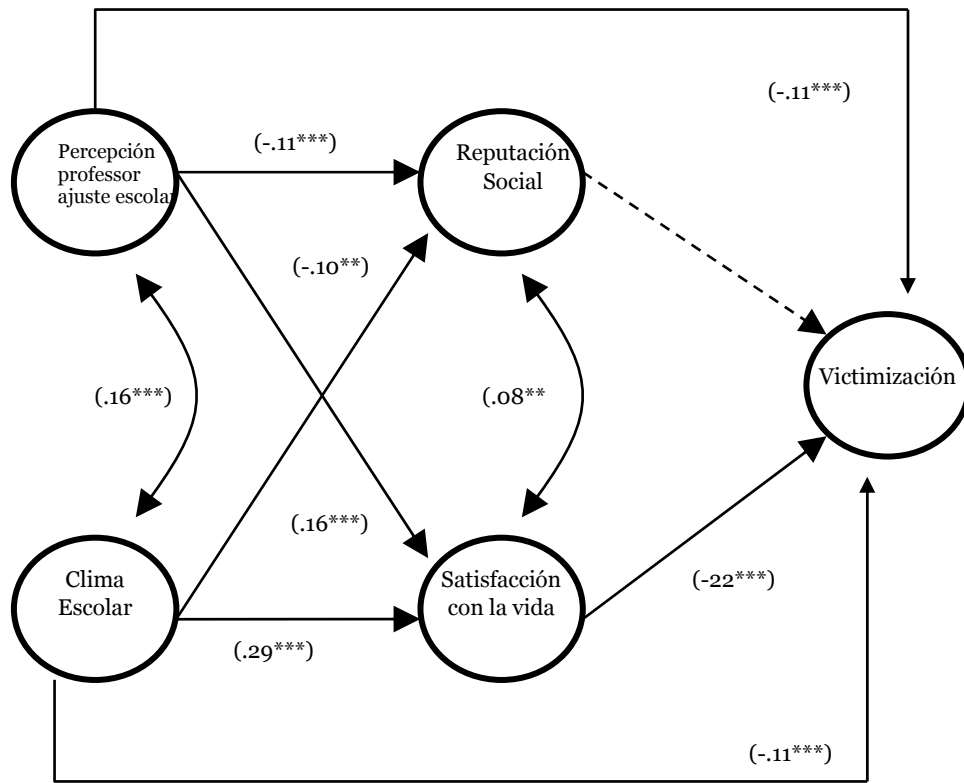 (-.11***)
Percepción
professor
ajuste escolar
(-.11***)
Reputación
Social
(-.10**)
(.16***)
(.08**
Victimización
(.16***)
Clima
Escolar
(.29***)
Satisfacción
con la vida
(-22***)
(-.11***)